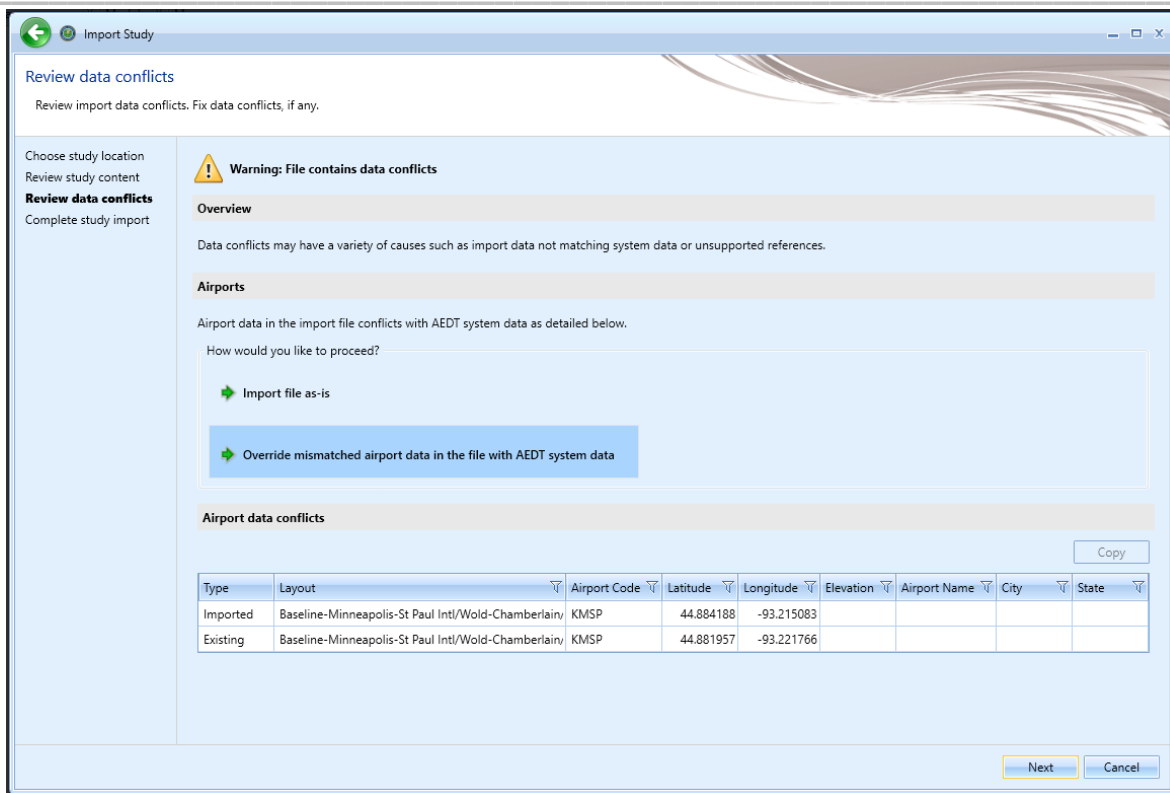 Import Study
Review data conflicts
Review import data conflicts. Fix data conflicts, if any.
Choose study location
Review study content
Review data conflicts
Complete study import
Warning: File contains data conflicts
Overview
Data conflicts may have a variety of causes such as import data not matching system data or unsupported references.
Airports
Airport data in the import file conflicts with AEDT system data as detailed below.
How would you like to proceed?
Import file as-is
Override mismatched airport data in the file with AEDT system data
Airport data conflicts
Copy
Type Layout Airport Code Latitude Longitude Elevation Airport Name City State
Imported Baseline-Minneapolis-St Paul Intl/Wold-Chamberlain/ KMSP 44.884188 -93.215083
Existing Baseline-Minneapolis-St Paul Intl/Wold-Chamberlain/ KMSP 44.881957 -93.221766
Next Cancel